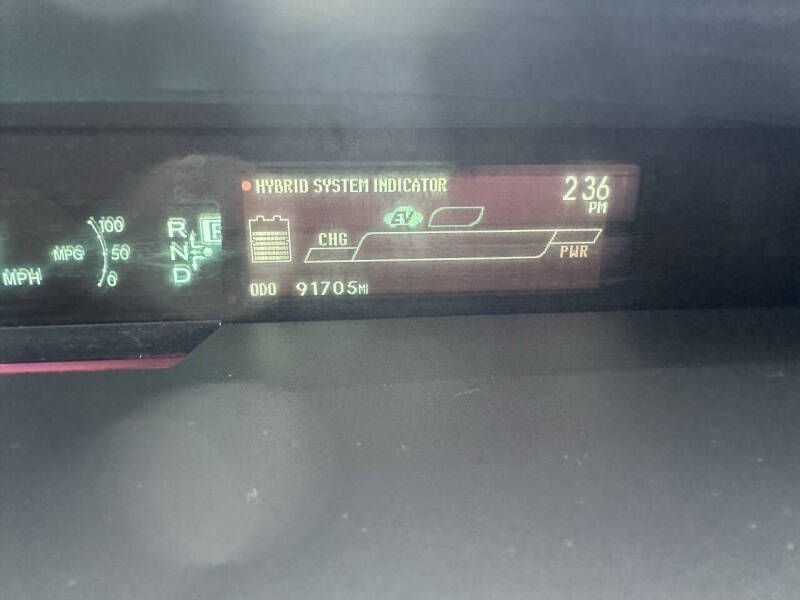 HYBRID SYSTEM INDICATOR
2:36
PM
EV
100
R
P
MPG
50
N
CHG
PWR
MPH
0
D
ODO 91705MI